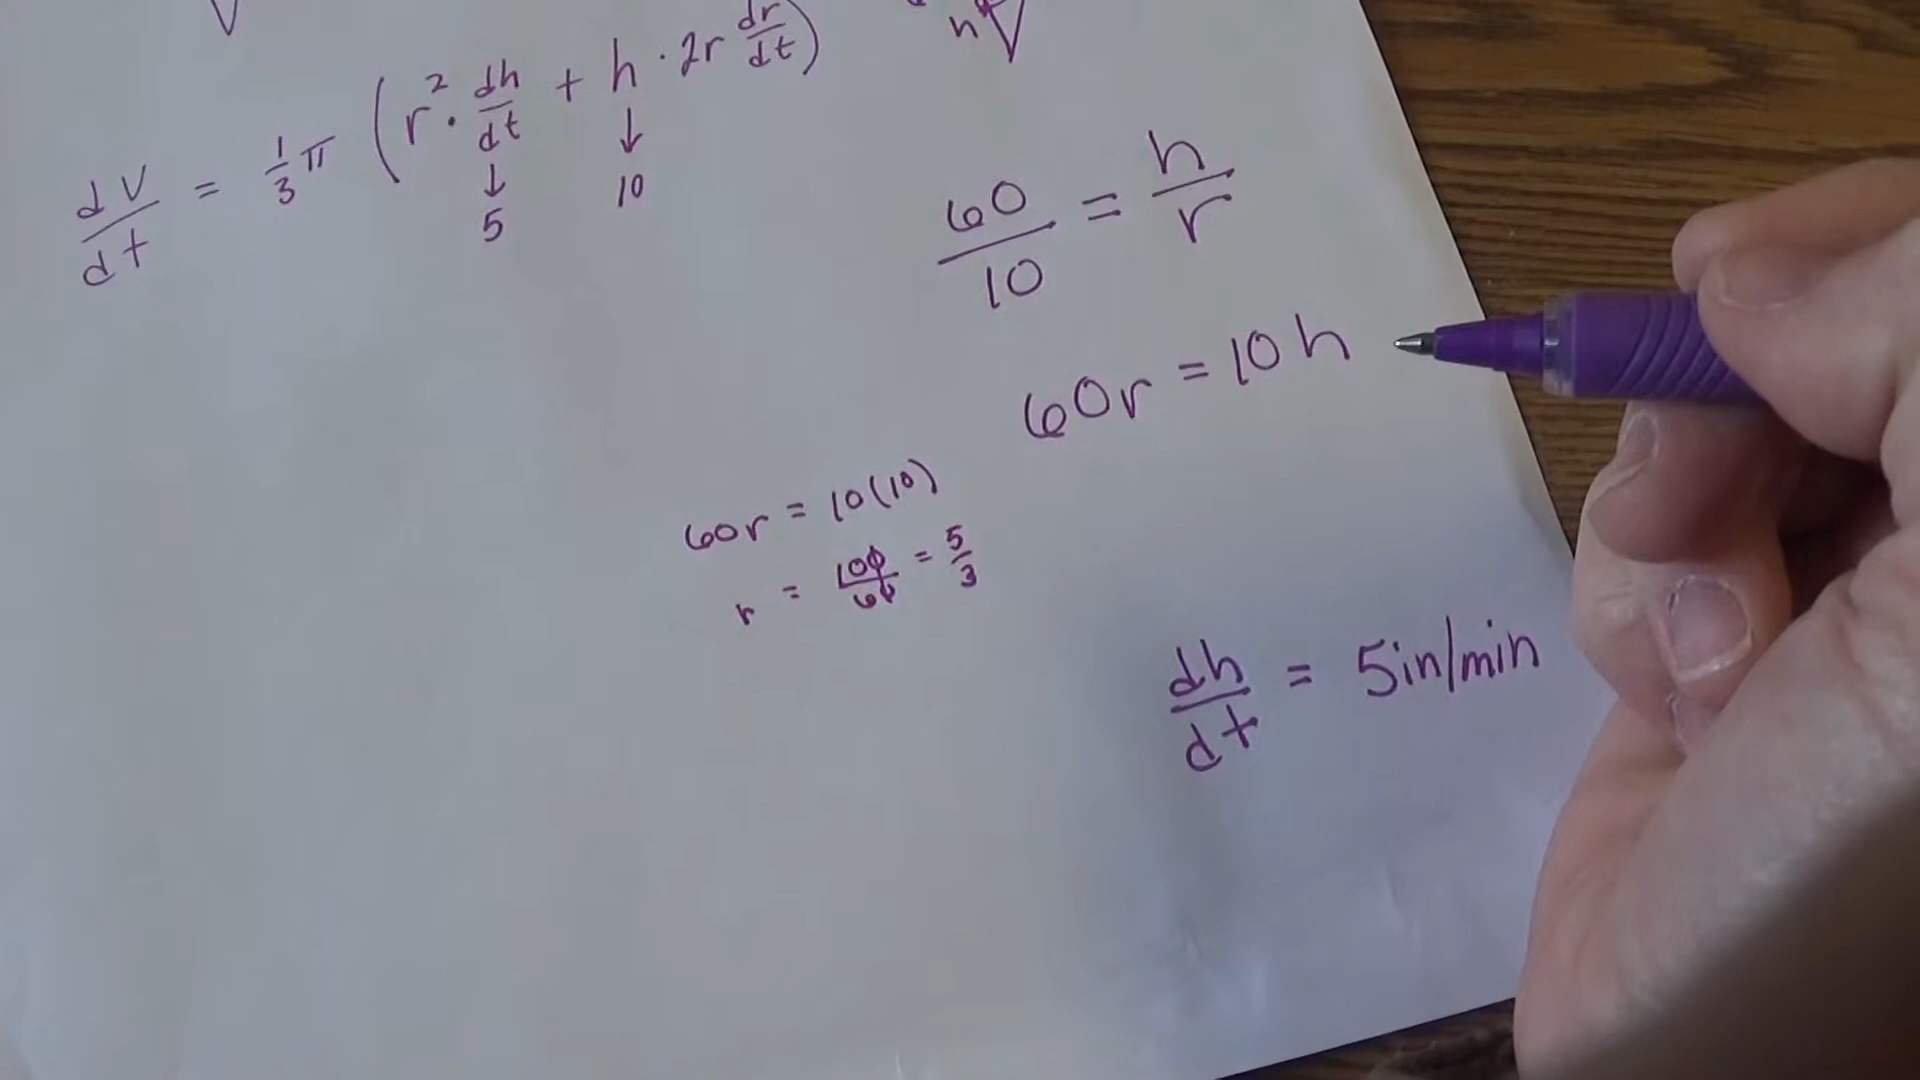 dV/dt = 1/3 π (r² · dh/dt + h · 2r dr/dt)
↓ ↓
5 10
h
60/10 = h/r
60r = 10h
60r = 10(10)
r = 100/60 = 5/3
dh/dt = 5in/min